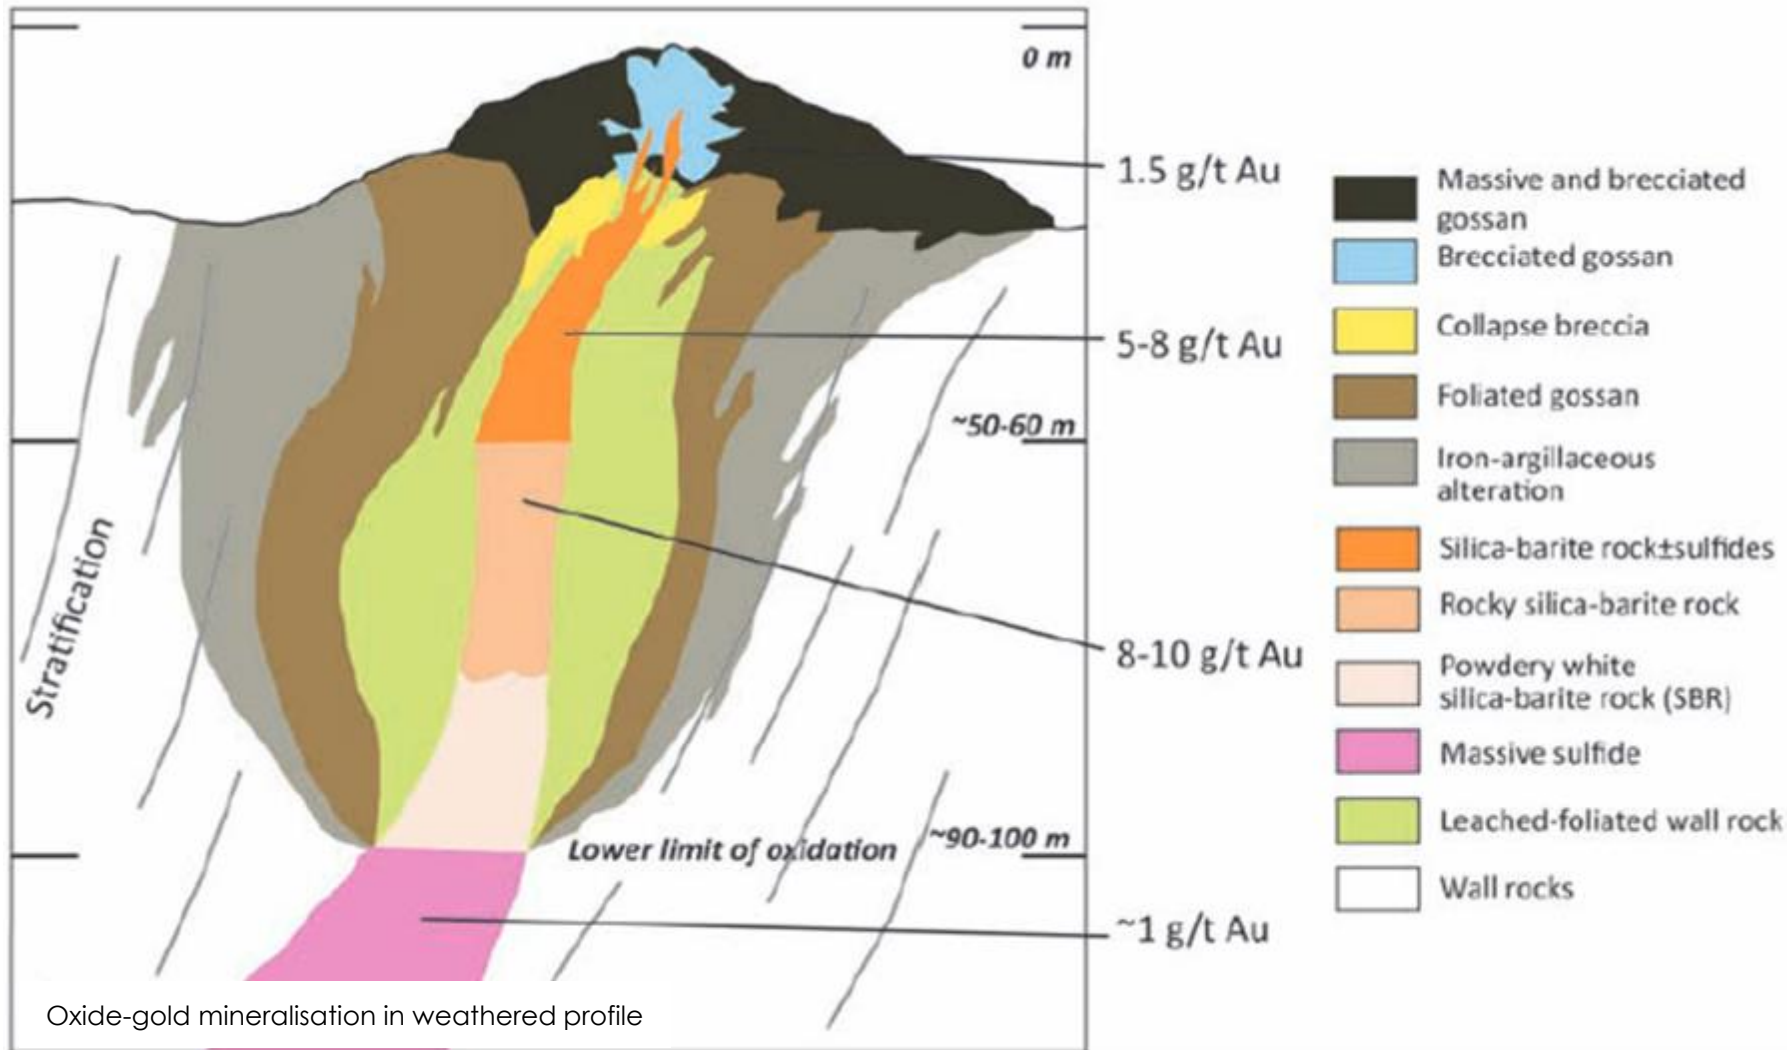 0 m
1.5 g/t Au
5-8 g/t Au
~50-60 m
8-10 g/t Au
Stratification
Lower limit of oxidation
~90-100 m
~1 g/t Au
Oxide-gold mineralisation in weathered profile
Massive and brecciated
gossan
Brecciated gossan
Collapse breccia
Foliated gossan
Iron-argillaceous
alteration
Silica-barite rock±sulfides
Rocky silica-barite rock
Powdery white
silica-barite rock (SBR)
Massive sulfide
Leached-foliated wall rock
Wall rocks